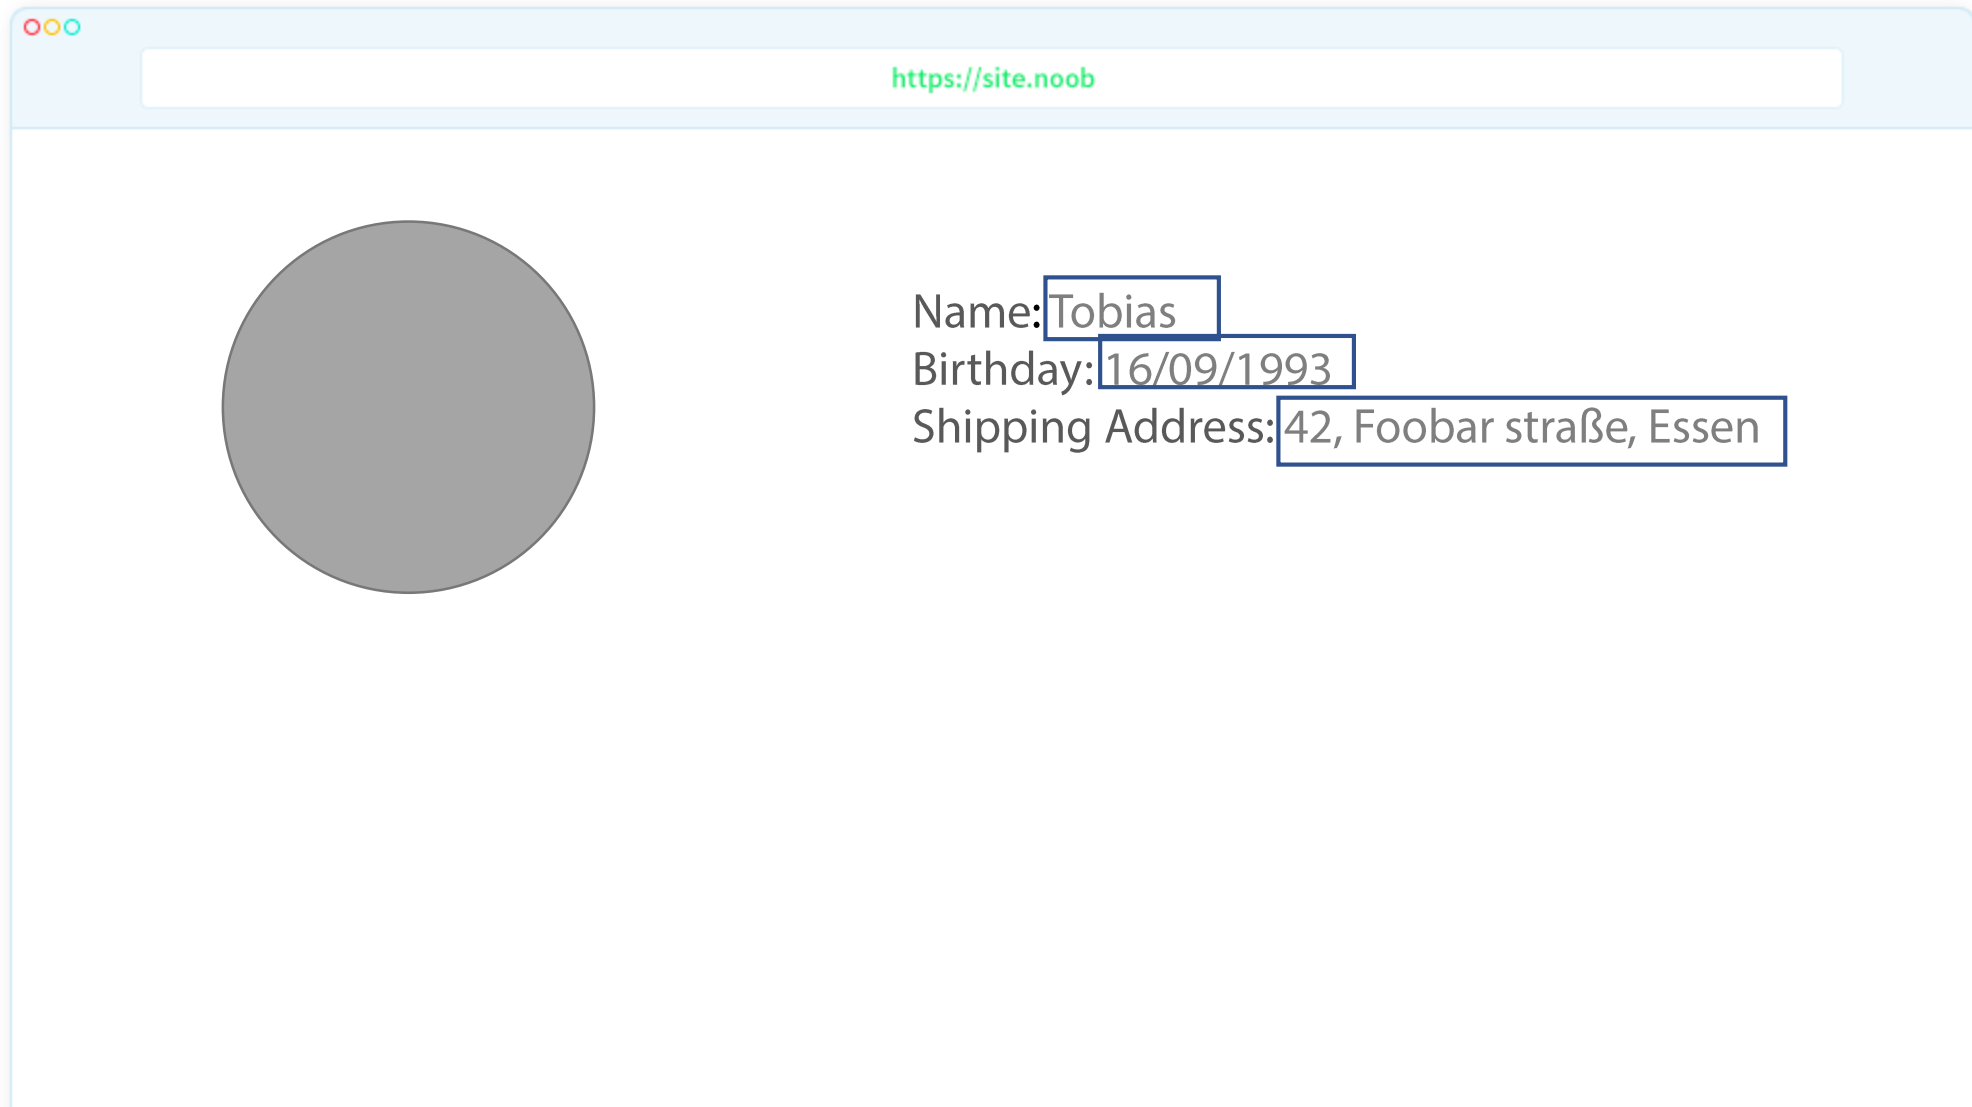 https://site.noob
Name: Tobias
Birthday: 16/09/1993
Shipping Address: 42, Foobar straße, Essen